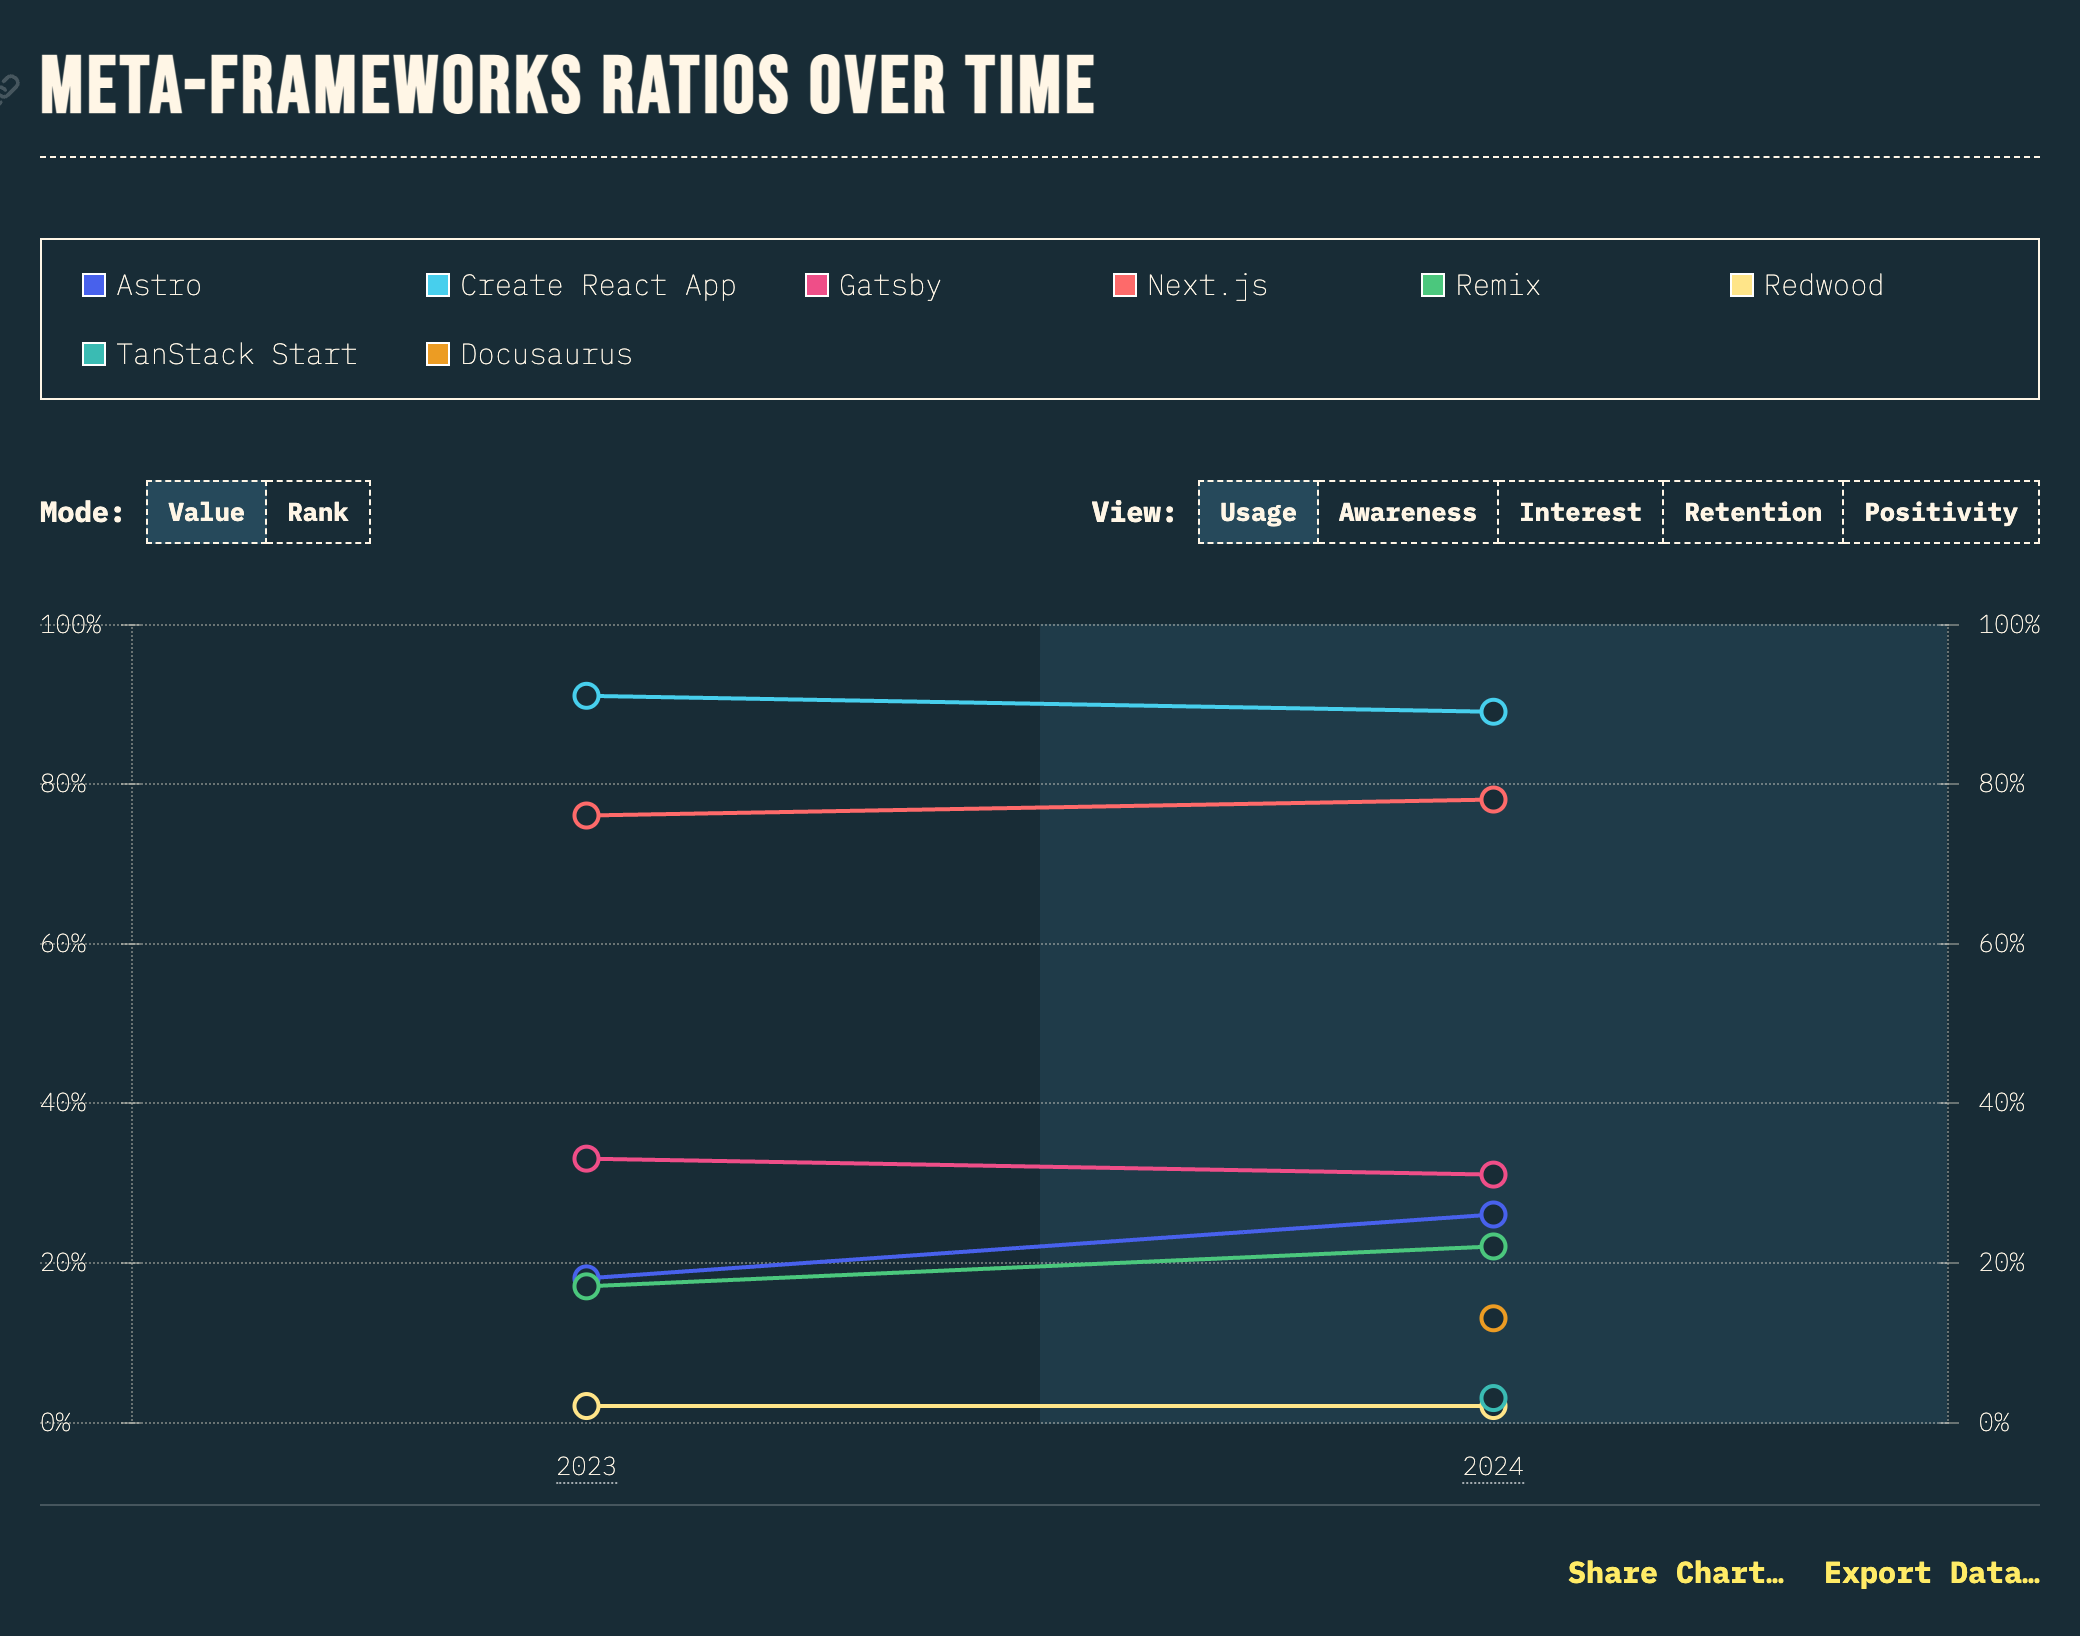 META-FRAMEWORKS RATIOS OVER TIME
Astro Create React App Gatsby Next.js Remix Redwood
TanStack Start Docusaurus
Mode: Value Rank View: Usage Awareness Interest Retention Positivity
100% 100%
80% 80%
60% 60%
40% 40%
20% 20%
0% 0%
2023 2024
Share Chart… Export Data…